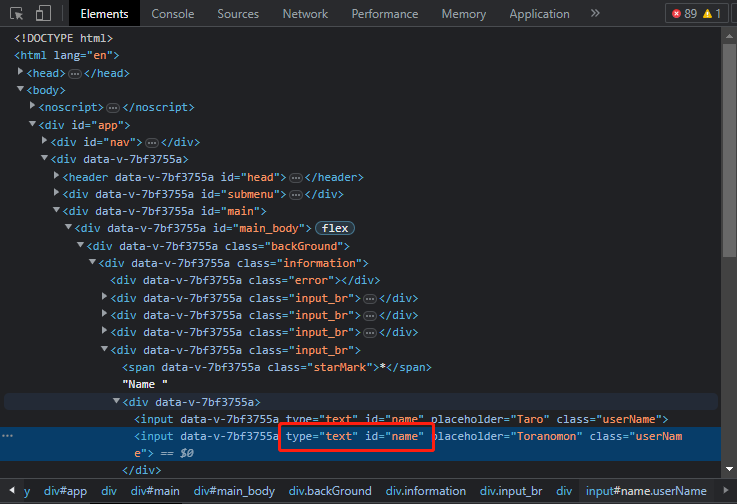 Elements Console Sources Network Performance Memory Application » 89 1
<!DOCTYPE html>
<html lang="en">
<head>…</head>
<body>
<noscript>…</noscript>
<div id="app">
<div id="nav">…</div>
<div data-v-7bf3755a>
<header data-v-7bf3755a id="head">…</header>
<div data-v-7bf3755a id="submenu">…</div>
<div data-v-7bf3755a id="main">
<div data-v-7bf3755a id="main_body"> flex
<div data-v-7bf3755a class="backGround">
<div data-v-7bf3755a class="information">
<div data-v-7bf3755a class="error"></div>
<div data-v-7bf3755a class="input_br">…</div>
<div data-v-7bf3755a class="input_br">…</div>
<div data-v-7bf3755a class="input_br">…</div>
<div data-v-7bf3755a class="input_br">
<span data-v-7bf3755a class="starMark">*</span>
"Name "
<div data-v-7bf3755a>
<input data-v-7bf3755a type="text" id="name" placeholder="Taro" class="userName">
… <input data-v-7bf3755a type="text" id="name" placeholder="Toranomon" class="userNam
e"> == $0
</div>
y div#app div div#main div#main_body div.backGround div.information div.input_br div input#name.userName